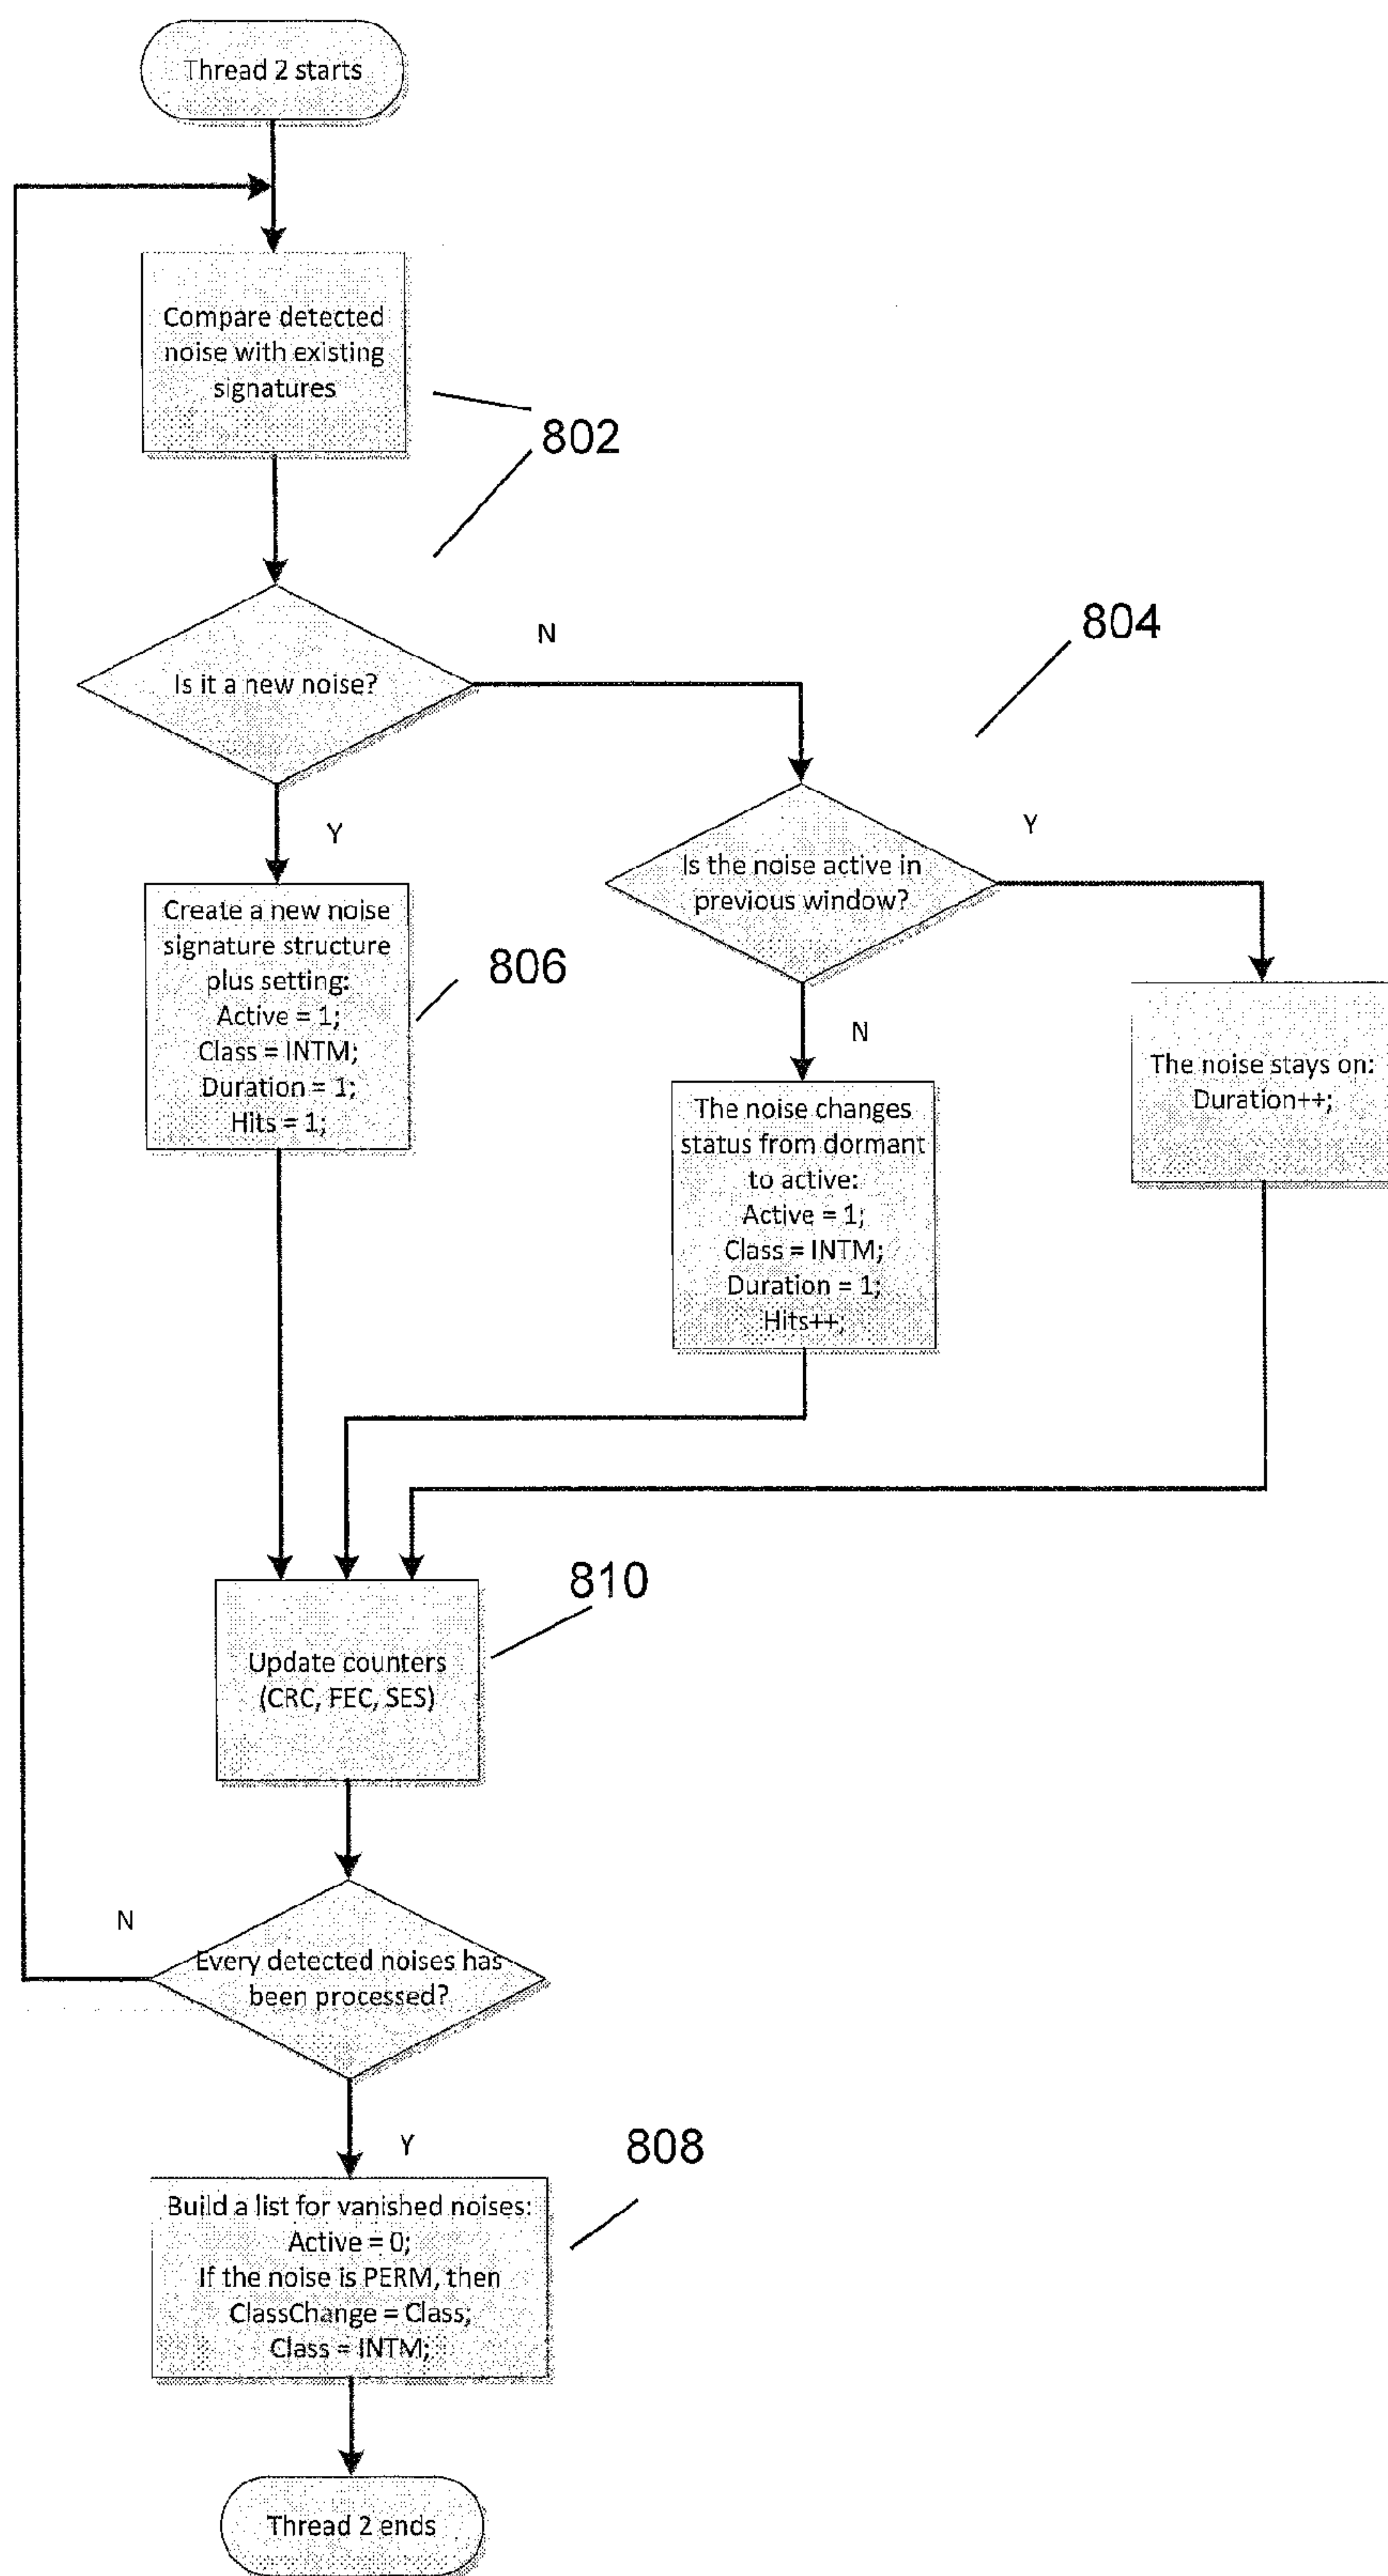 Thread 2 starts
Compare detected
noise with existing
signatures
802
Is it a new noise?
N
804
Y
Is the noise active in
previous window?
Y
Create a new noise
signature structure
plus setting:
Active = 1;
Class = INTM;
Duration = 1;
Hits = 1;
806
N
The noise changes
status from dormant
to active:
Active = 1;
Class = INTM;
Duration = 1;
Hits++;
The noise stays on:
Duration++;
810
Update counters
(CRC, FEC, SES)
N
Every detected noises has
been processed?
Y
808
Build a list for vanished noises:
Active = 0;
If the noise is PERM, then
ClassChange = Class;
Class = INTM;
Thread 2 ends